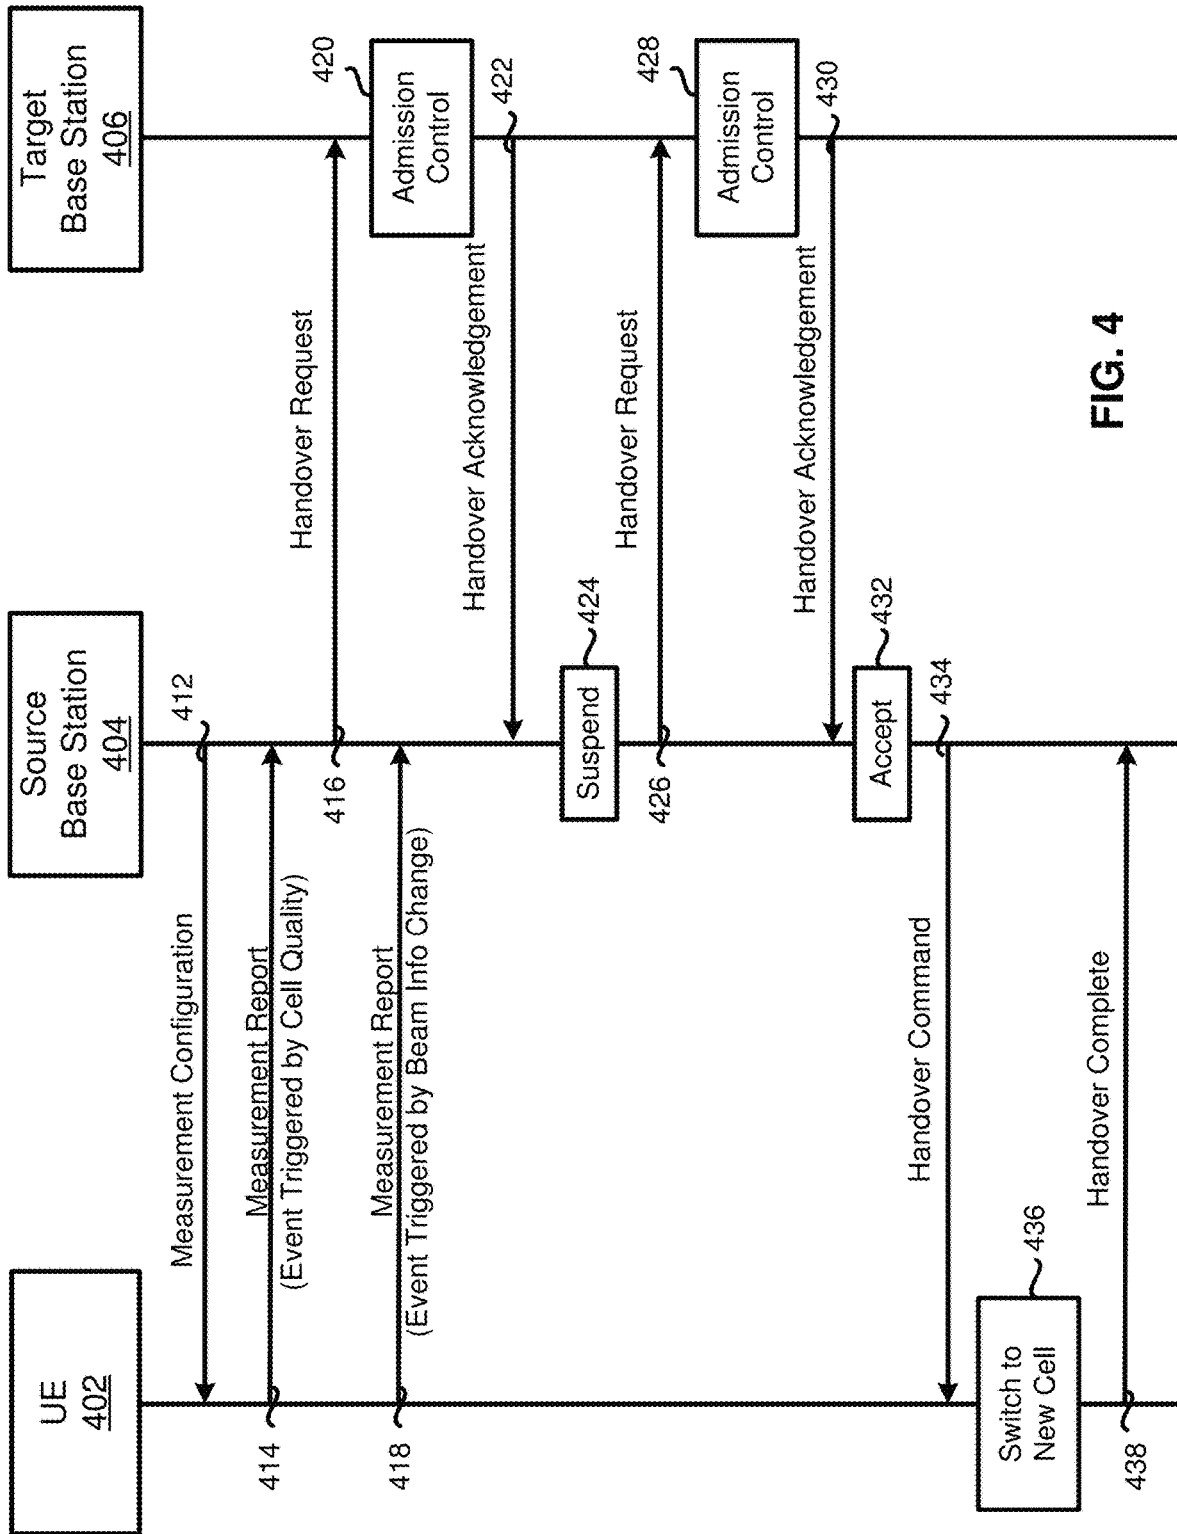 UE
402
Source
Base Station
404
Target
Base Station
406
412
Measurement Configuration
414
Measurement Report
(Event Triggered by Cell Quality)
416
Handover Request
418
Measurement Report
(Event Triggered by Beam Info Change)
420
Admission
Control
422
Handover Acknowledgement
Suspend
424
426
Handover Request
428
Admission
Control
430
Handover Acknowledgement
Accept
432
434
Handover Command
Switch to
New Cell
436
438
Handover Complete
FIG. 4